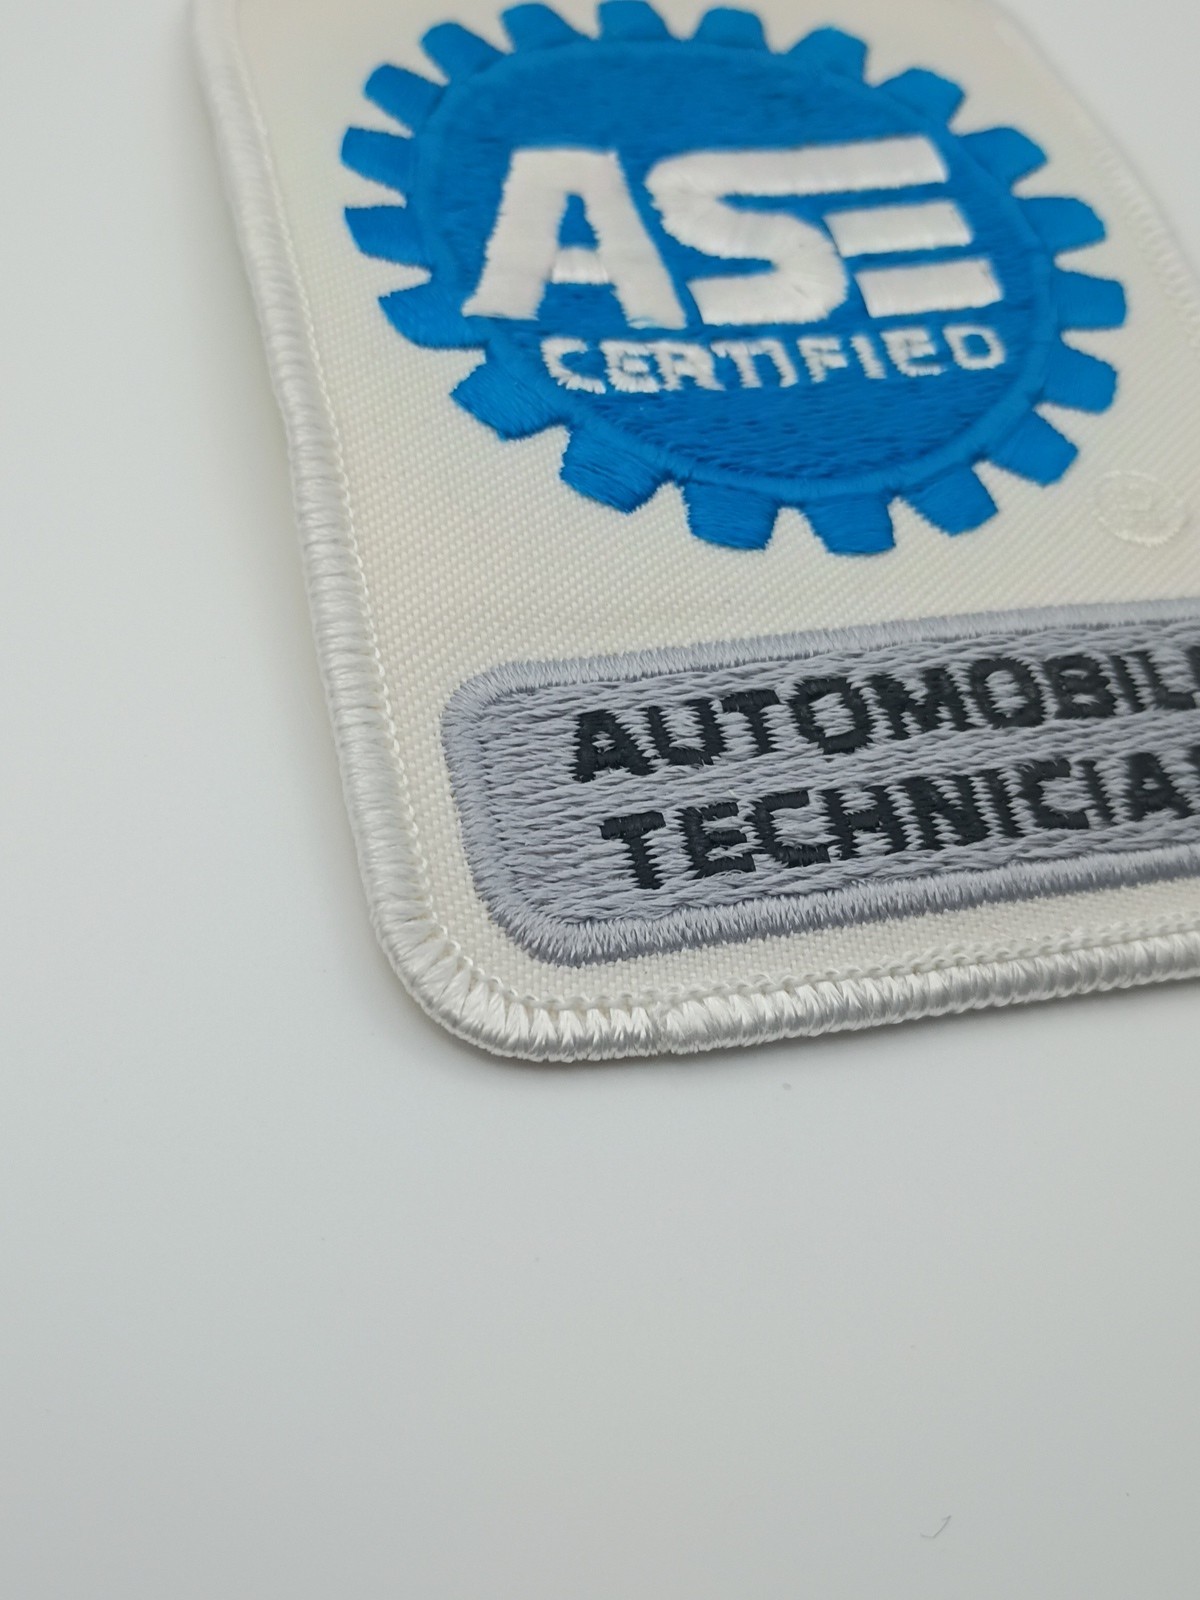 ASE
CERTIFIED
®
AUTOMOBIL
TECHNICIA